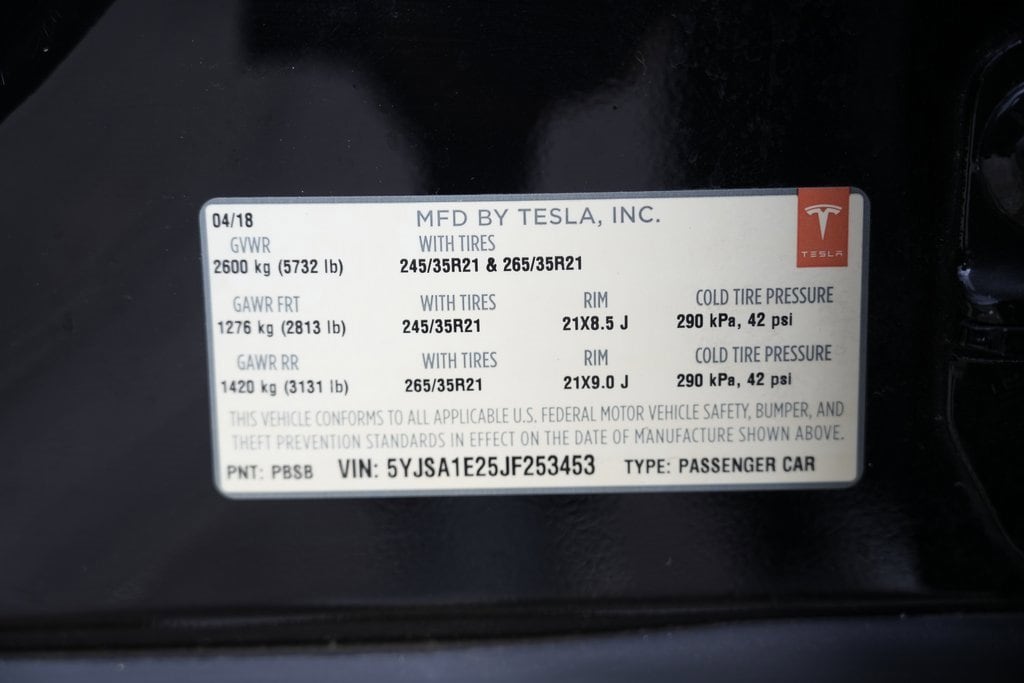 04/18 MFD BY TESLA, INC.
GVWR WITH TIRES
2600 kg (5732 lb) 245/35R21 & 265/35R21
TESLA
GAWR FRT WITH TIRES RIM COLD TIRE PRESSURE
1276 kg (2813 lb) 245/35R21 21X8.5 J 290 kPa, 42 psi
GAWR RR WITH TIRES RIM COLD TIRE PRESSURE
1420 kg (3131 lb) 265/35R21 21X9.0 J 290 kPa, 42 psi
THIS VEHICLE CONFORMS TO ALL APPLICABLE U.S. FEDERAL MOTOR VEHICLE SAFETY, BUMPER, AND
THEFT PREVENTION STANDARDS IN EFFECT ON THE DATE OF MANUFACTURE SHOWN ABOVE.
PNT: PBSB VIN: 5YJSA1E25JF253453 TYPE: PASSENGER CAR